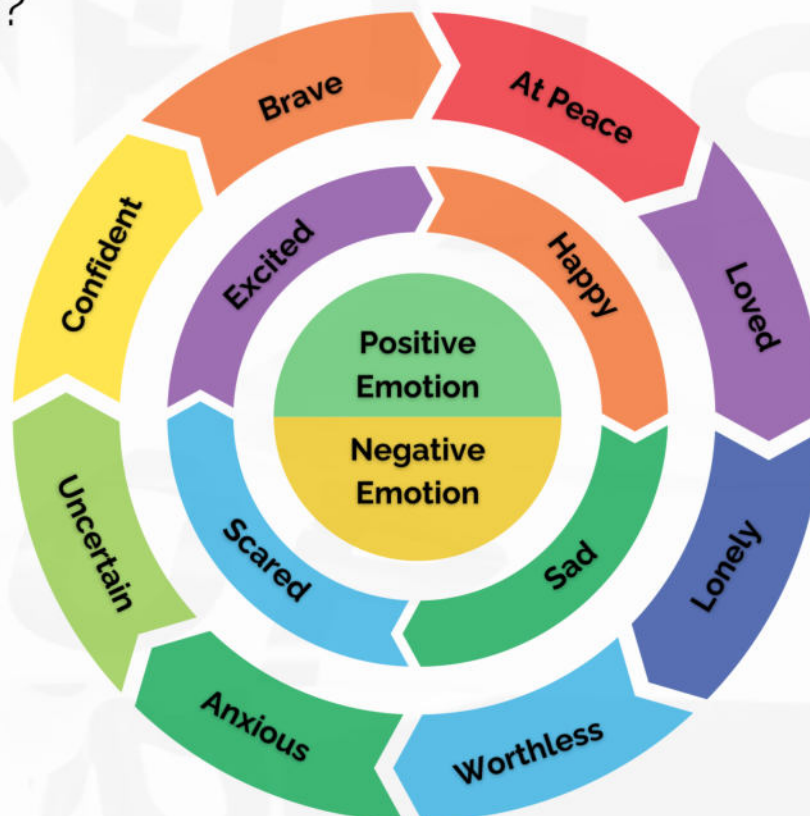 ?
Brave
At Peace
Confident
Excited
Happy
Loved
Positive
Emotion
Negative
Emotion
Uncertain
Scared
Sad
Lonely
Anxious
Worthless